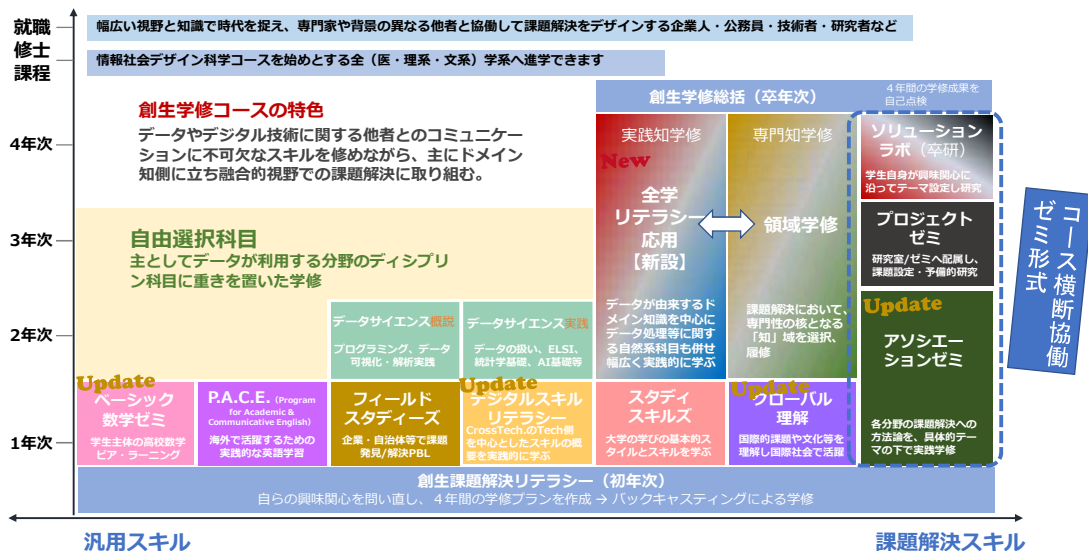 就職
修士
課程
幅広い視野と知識で時代を捉え、専門家や背景の異なる他者と協働して課題解決をデザインする企業人・公務員・技術者・研究者など
情報社会デザイン科学コースを始めとする全（医・理系・文系）学系へ進学できます
創生学修コースの特色
データやデジタル技術に関する他者とのコミュニケー
ションに不可欠なスキルを修めながら、主にドメイン
知側に立ち融合的視野での課題解決に取り組む。
創生学修総括（卒年次）
４年間の学修成果を
自己点検
4年次
実践知学修
New
全学
リテラシー
応用
【新設】
データが由来するド
メイン知識を中心に
データ処理等に関す
る自然系科目も併せ
幅広く実践的に学ぶ
専門知学修
領域学修
課題解決において、
専門性の核となる
「知」域を選択、
履修
ソリューション
ラボ（卒研）
学生自身が興味関心に
沿ってテーマ設定し研究
プロジェクト
ゼミ
研究室/ゼミへ配属し、
課題設定・予備的研究
Update
アソシエー
ションゼミ
各分野の課題解決への
方法論を、具体的テー
マの下で実践学修
コース横断協働
ゼミ形式
3年次
自由選択科目
主としてデータが利用する分野のディシプリ
ン科目に重きを置いた学修
2年次
データサイエンス概説
プログラミング、データ
可視化・解析実践
データサイエンス実践
データの扱い、ELSI、
統計学基礎、AI基礎等
1年次
Update
ベーシック
数学ゼミ
学生主体の高校数学
ピア・ラーニング
P.A.C.E. (Program
for Academic &
Communicative English)
海外で活躍するための
実践的な英語学習
フィールド
スタディーズ
企業・自治体等で課題
発見/解決PBL
Update
デジタルスキル
リテラシー
CrossTech.のTech側
を中心としたスキルの概
要を実践的に学ぶ
スタディ
スキルズ
大学の学びの基本的ス
タイルとスキルを学ぶ
Update
グローバル
理解
国際的課題や文化等を
理解し国際社会で活躍
創生課題解決リテラシー（初年次）
自らの興味関心を問い直し、４年間の学修プランを作成 → バックキャスティングによる学修
汎用スキル
課題解決スキル